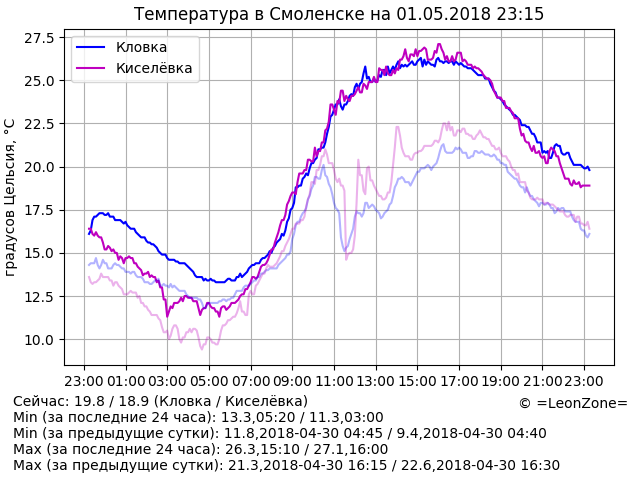 Температура в Смоленске на 01.05.2018 23:15
градусов Цельсия, °C
27.5
25.0
22.5
20.0
17.5
15.0
12.5
10.0
Кловка
Киселёвка
23:00 01:00 03:00 05:00 07:00 09:00 11:00 13:00 15:00 17:00 19:00 21:00 23:00
Сейчас: 19.8 / 18.9 (Кловка / Киселёвка)
© =LeonZone=
Min (за последние 24 часа): 13.3,05:20 / 11.3,03:00
Min (за предыдущие сутки): 11.8,2018-04-30 04:45 / 9.4,2018-04-30 04:40
Max (за последние 24 часа): 26.3,15:10 / 27.1,16:00
Max (за предыдущие сутки): 21.3,2018-04-30 16:15 / 22.6,2018-04-30 16:30